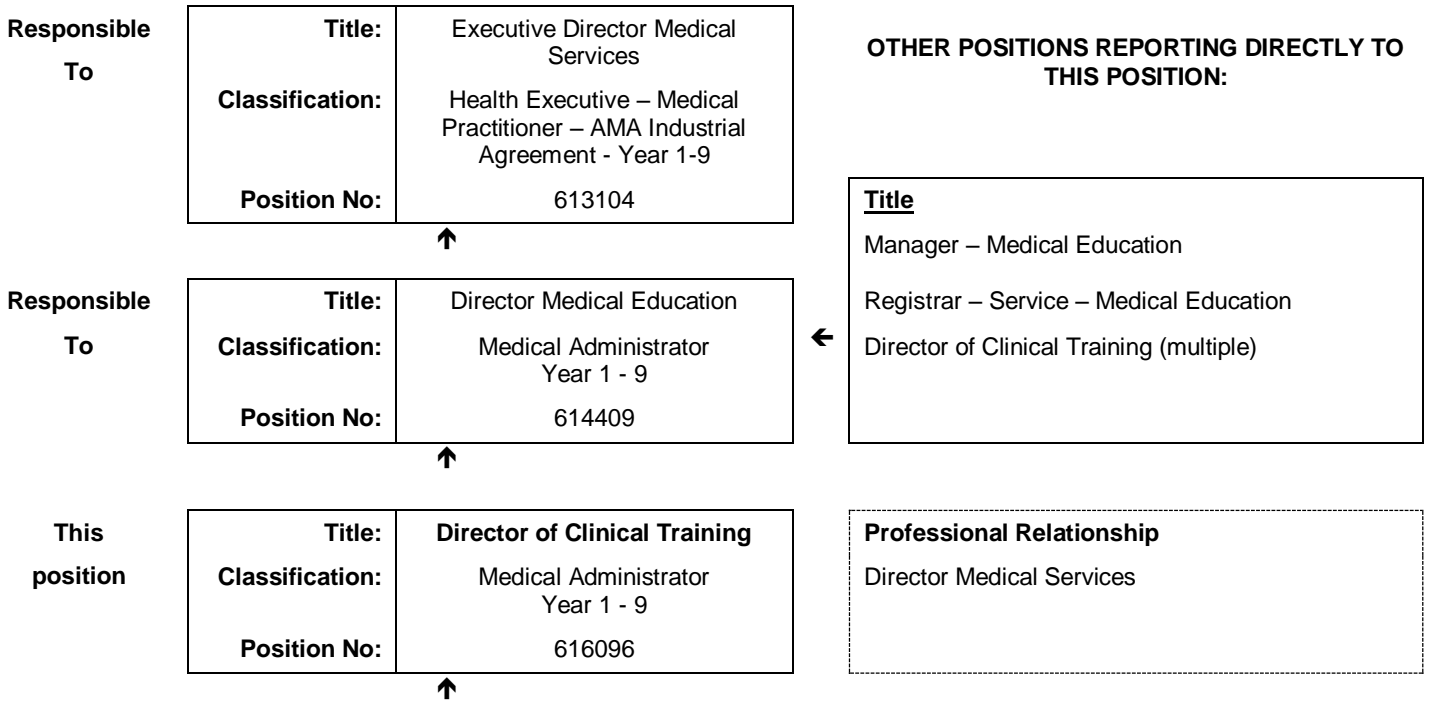 Responsible
To
Title:
Executive Director Medical
Services
Classification:
Health Executive – Medical
Practitioner – AMA Industrial
Agreement - Year 1-9
Position No:
613104
OTHER POSITIONS REPORTING DIRECTLY TO
THIS POSITION:
Responsible
To
Title:
Director Medical Education
Classification:
Medical Administrator
Year 1 - 9
Position No:
614409
Title
Manager – Medical Education
Registrar – Service – Medical Education
Director of Clinical Training (multiple)
This
position
Title:
Director of Clinical Training
Classification:
Medical Administrator
Year 1 - 9
Position No:
616096
Professional Relationship
Director Medical Services